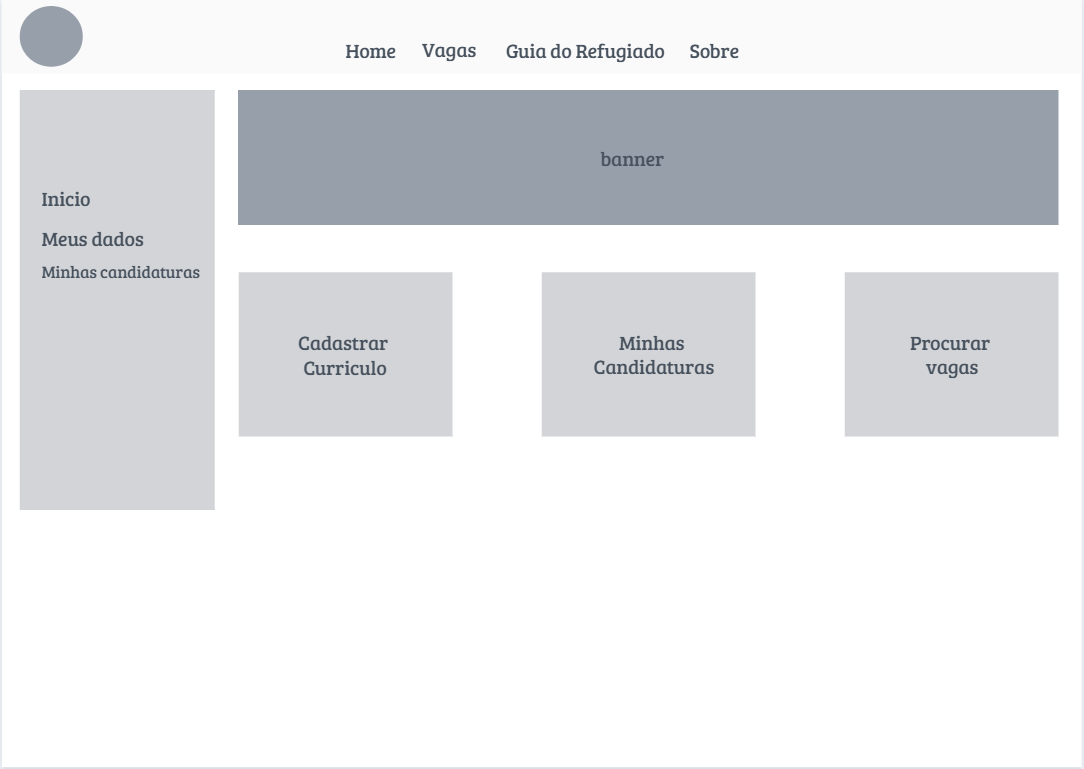 Home Vagas Guia do Refugiado Sobre
Inicio
Meus dados
Minhas candidaturas
banner
Cadastrar
Curriculo
Minhas
Candidaturas
Procurar
vagas